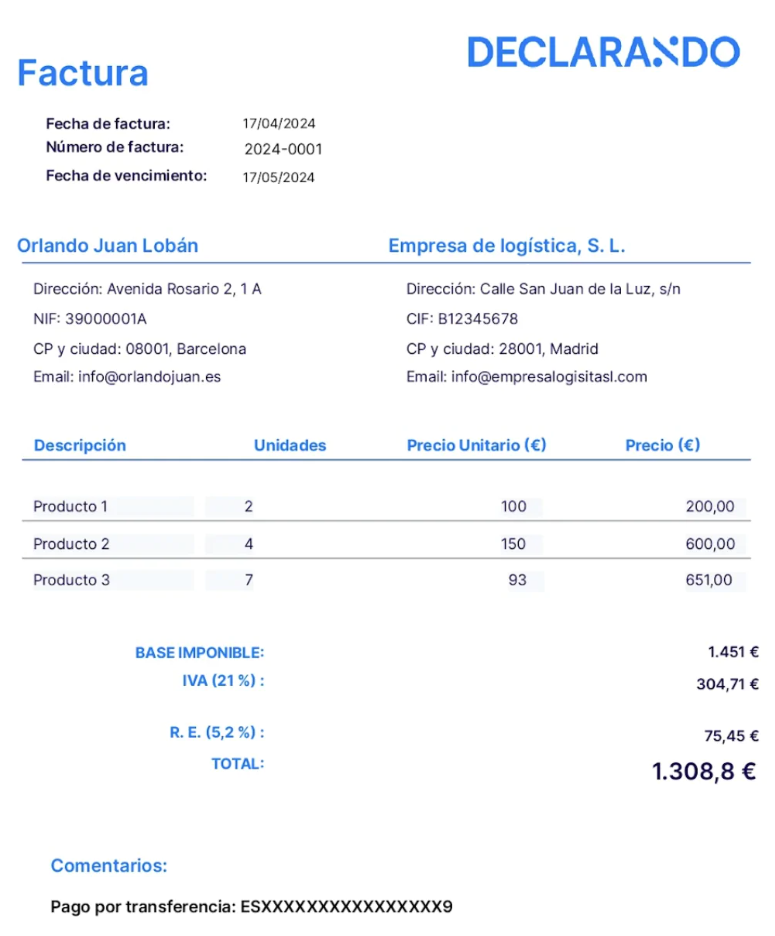 DECLARANDO
Factura
Fecha de factura: 17/04/2024
Número de factura: 2024-0001
Fecha de vencimiento: 17/05/2024
Orlando Juan Lobán Empresa de logística, S. L.
Dirección: Avenida Rosario 2, 1 A Dirección: Calle San Juan de la Luz, s/n
NIF: 39000001A CIF: B12345678
CP y ciudad: 08001, Barcelona CP y ciudad: 28001, Madrid
Email: info@orlandojuan.es Email: info@empresalogisitasl.com
Descripción Unidades Precio Unitario (€) Precio (€)
Producto 1 2 100 200,00
Producto 2 4 150 600,00
Producto 3 7 93 651,00
BASE IMPONIBLE: 1.451 €
IVA (21 %) : 304,71 €
R. E. (5,2 %) : 75,45 €
TOTAL: 1.308,8 €
Comentarios:
Pago por transferencia: ESXXXXXXXXXXXXXXXX9